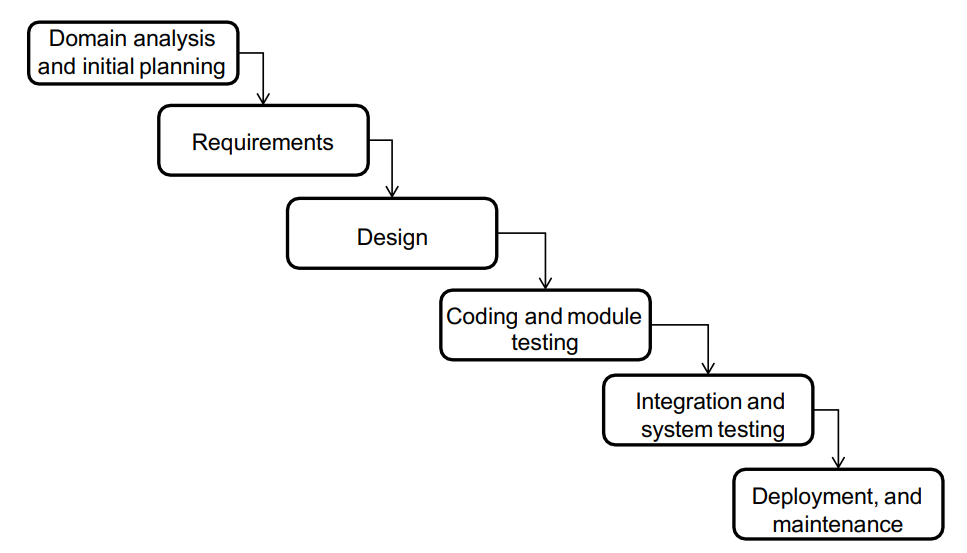 Domain analysis
and initial planning
Requirements
Design
Coding and module
testing
Integration and
system testing
Deployment, and
maintenance